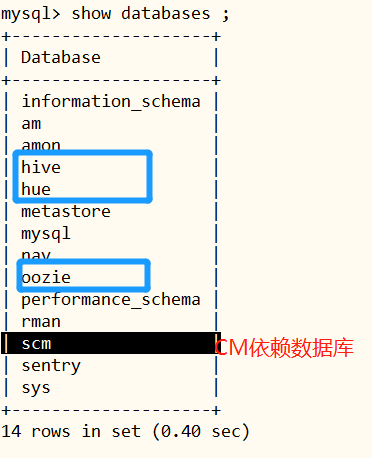 mysql> show databases ;
+--------------------+
| Database           |
+--------------------+
| information_schema |
| am                 |
| amon               |
| hive               |
| hue                |
| metastore          |
| mysql              |
| nav                |
| oozie              |
| performance_schema |
| rman               |
| scm                | CM依赖数据库
| sentry             |
| sys                |
+--------------------+
14 rows in set (0.40 sec)